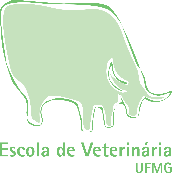 Escola de Veterinária
UFMG